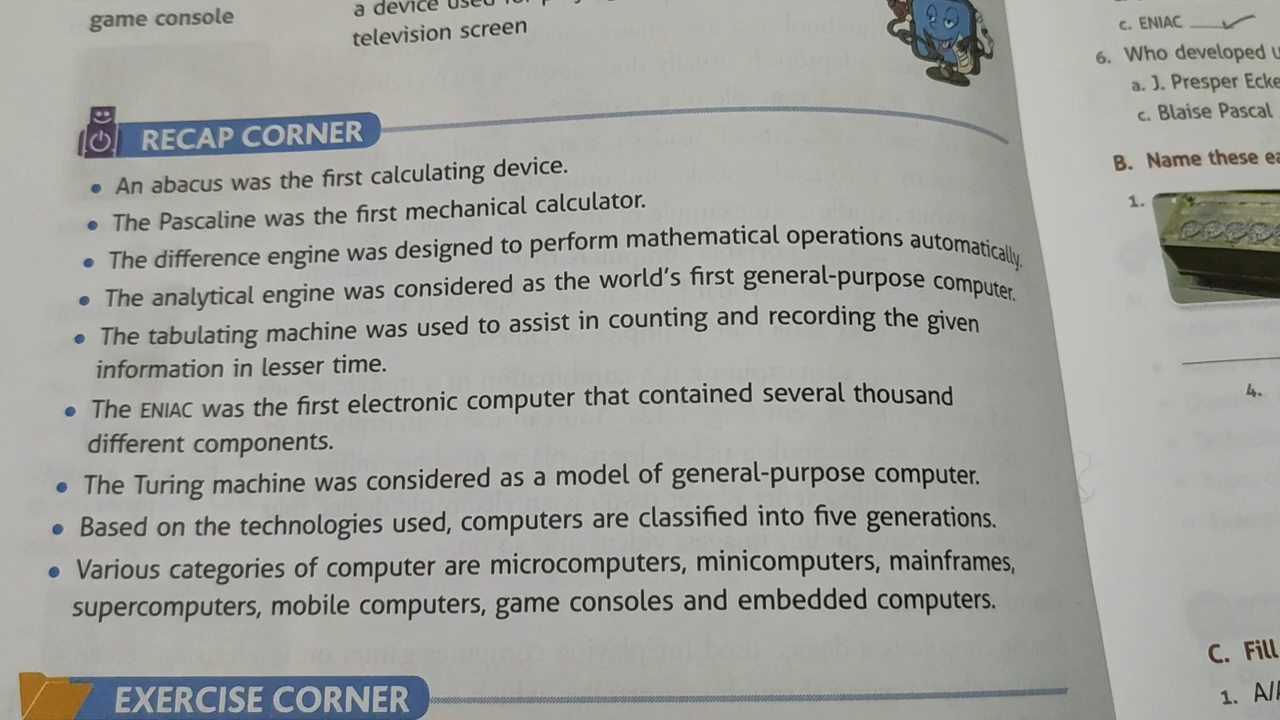 game console
a device used for
television screen
RECAP CORNER
• An abacus was the first calculating device.
• The Pascaline was the first mechanical calculator.
• The difference engine was designed to perform mathematical operations automatically.
• The analytical engine was considered as the world's first general-purpose computer.
• The tabulating machine was used to assist in counting and recording the given
information in lesser time.
• The ENIAC was the first electronic computer that contained several thousand
different components.
• The Turing machine was considered as a model of general-purpose computer.
• Based on the technologies used, computers are classified into five generations.
• Various categories of computer are microcomputers, minicomputers, mainframes,
supercomputers, mobile computers, game consoles and embedded computers.
EXERCISE CORNER
c. ENIAC
6. Who developed
a. J. Presper
c. Blaise Pascal
B. Name these
1.
4.
C. Fill
1.